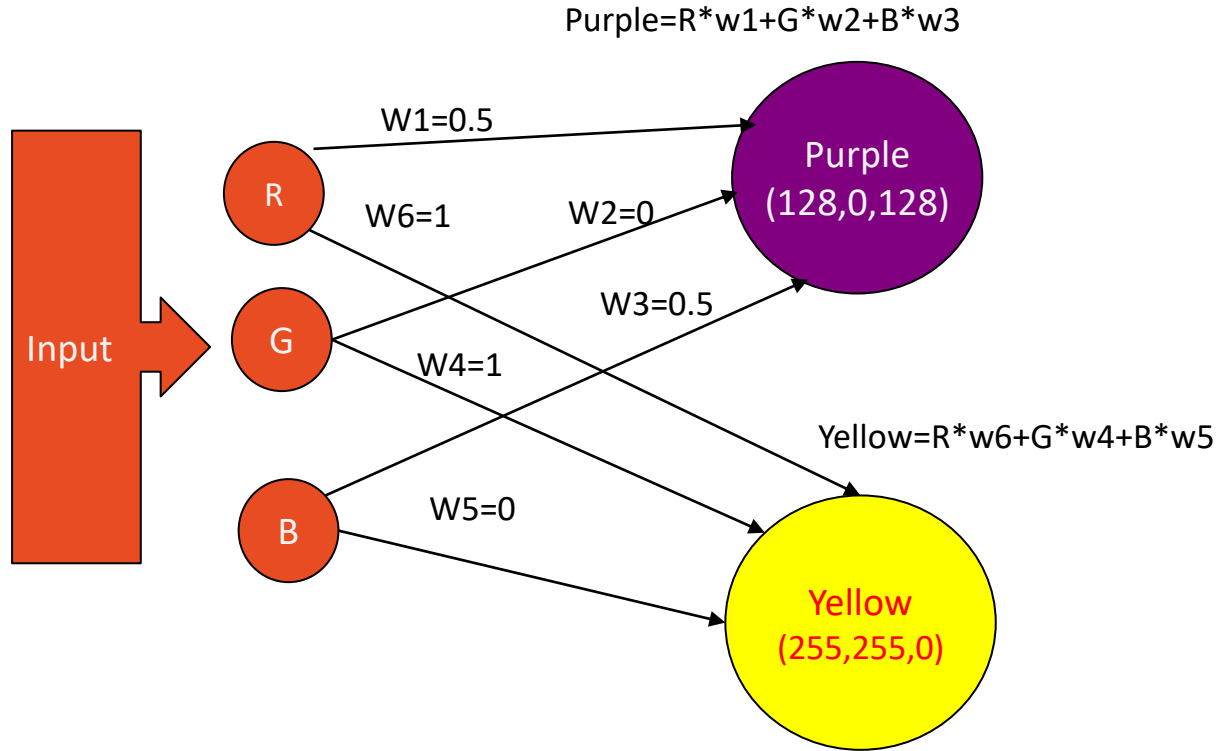 Purple=R*w1+G*w2+B*w3
W1=0.5
Purple
(128,0,128)
R
W6=1
W2=0
W3=0.5
Input
G
W4=1
Yellow=R*w6+G*w4+B*w5
W5=0
B
Yellow
(255,255,0)